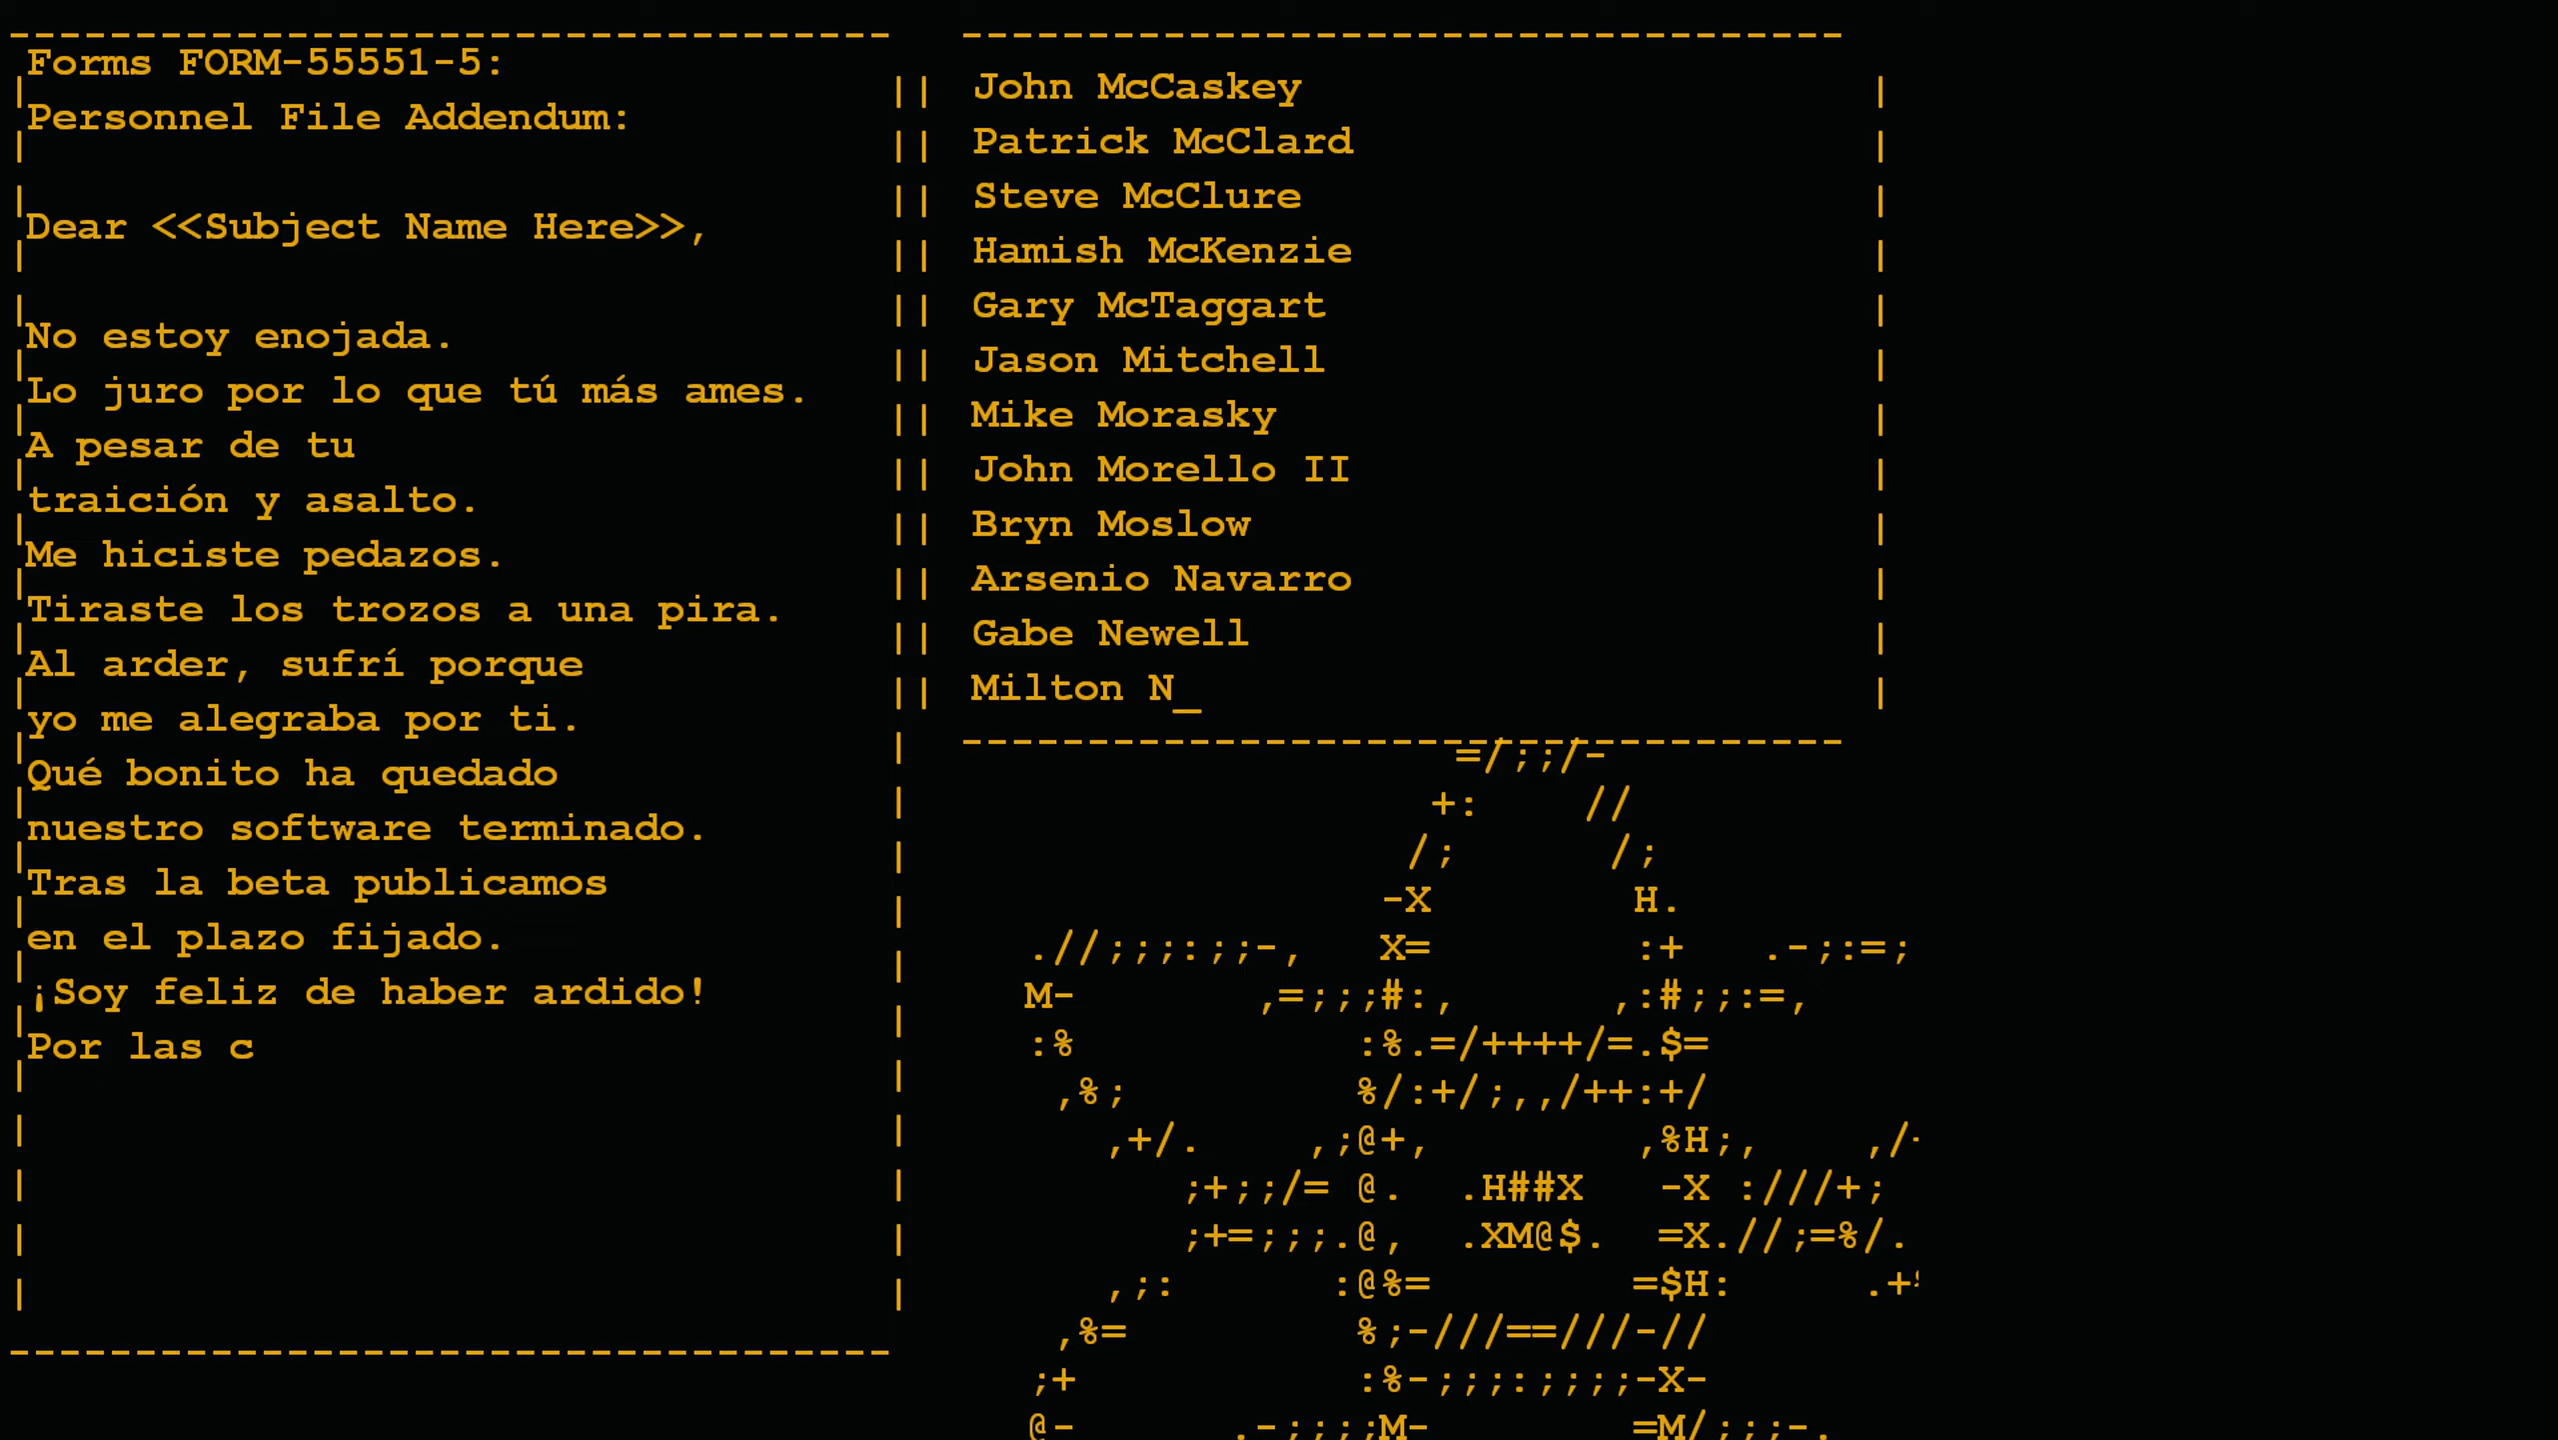 Forms FORM-55551-5:
Personnel File Addendum:
Dear <<Subject Name Here>>,
No estoy enojada.
Lo juro por lo que tú más ames.
A pesar de tu
traición y asalto.
Me hiciste pedazos.
Tiraste los trozos a una pira.
Al arder, sufrí porque
yo me alegraba por ti.
Qué bonito ha quedado
nuestro software terminado.
Tras la beta publicamos
en el plazo fijado.
¡Soy feliz de haber ardido!
Por las c
John McCaskey
Patrick McClard
Steve McClure
Hamish McKenzie
Gary McTaggart
Jason Mitchell
Mike Morasky
John Morello II
Bryn Moslow
Arsenio Navarro
Gabe Newell
Milton N_